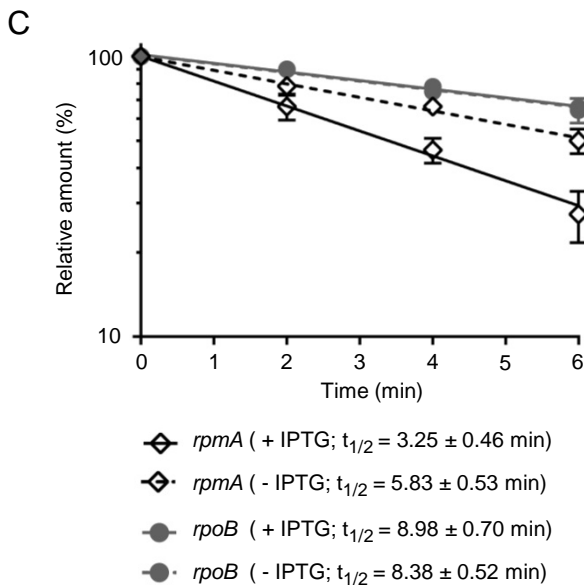 C
100
10
Relative amount (%)
0 1 2 3 4 5 6
Time (min)
rpmA ( + IPTG; t1/2 = 3.25 ± 0.46 min)
rpmA ( - IPTG; t1/2 = 5.83 ± 0.53 min)
rpoB ( + IPTG; t1/2 = 8.98 ± 0.70 min)
rpoB ( - IPTG; t1/2 = 8.38 ± 0.52 min)